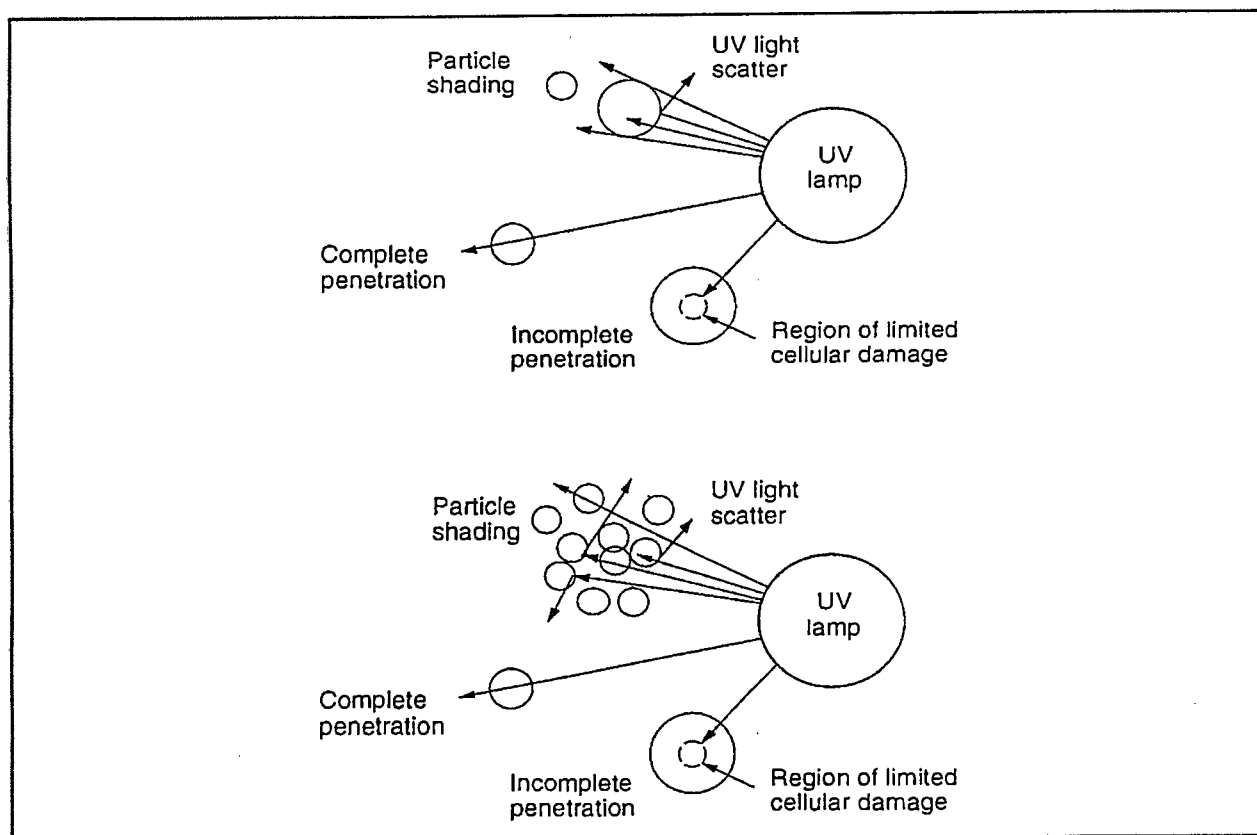 Particle
shading
UV light
scatter
UV
lamp
Complete
penetration
Incomplete
penetration
Region of limited
cellular damage
Particle
shading
UV light
scatter
UV
lamp
Complete
penetration
Incomplete
penetration
Region of limited
cellular damage